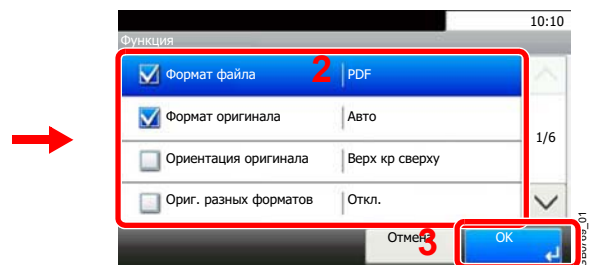 10:10
Функция
Формат файла 2 PDF
Формат оригинала Авто
1/6
Ориентация оригинала Верх кр сверху
Ориг. разных форматов Откл.
Отмена 3 OK